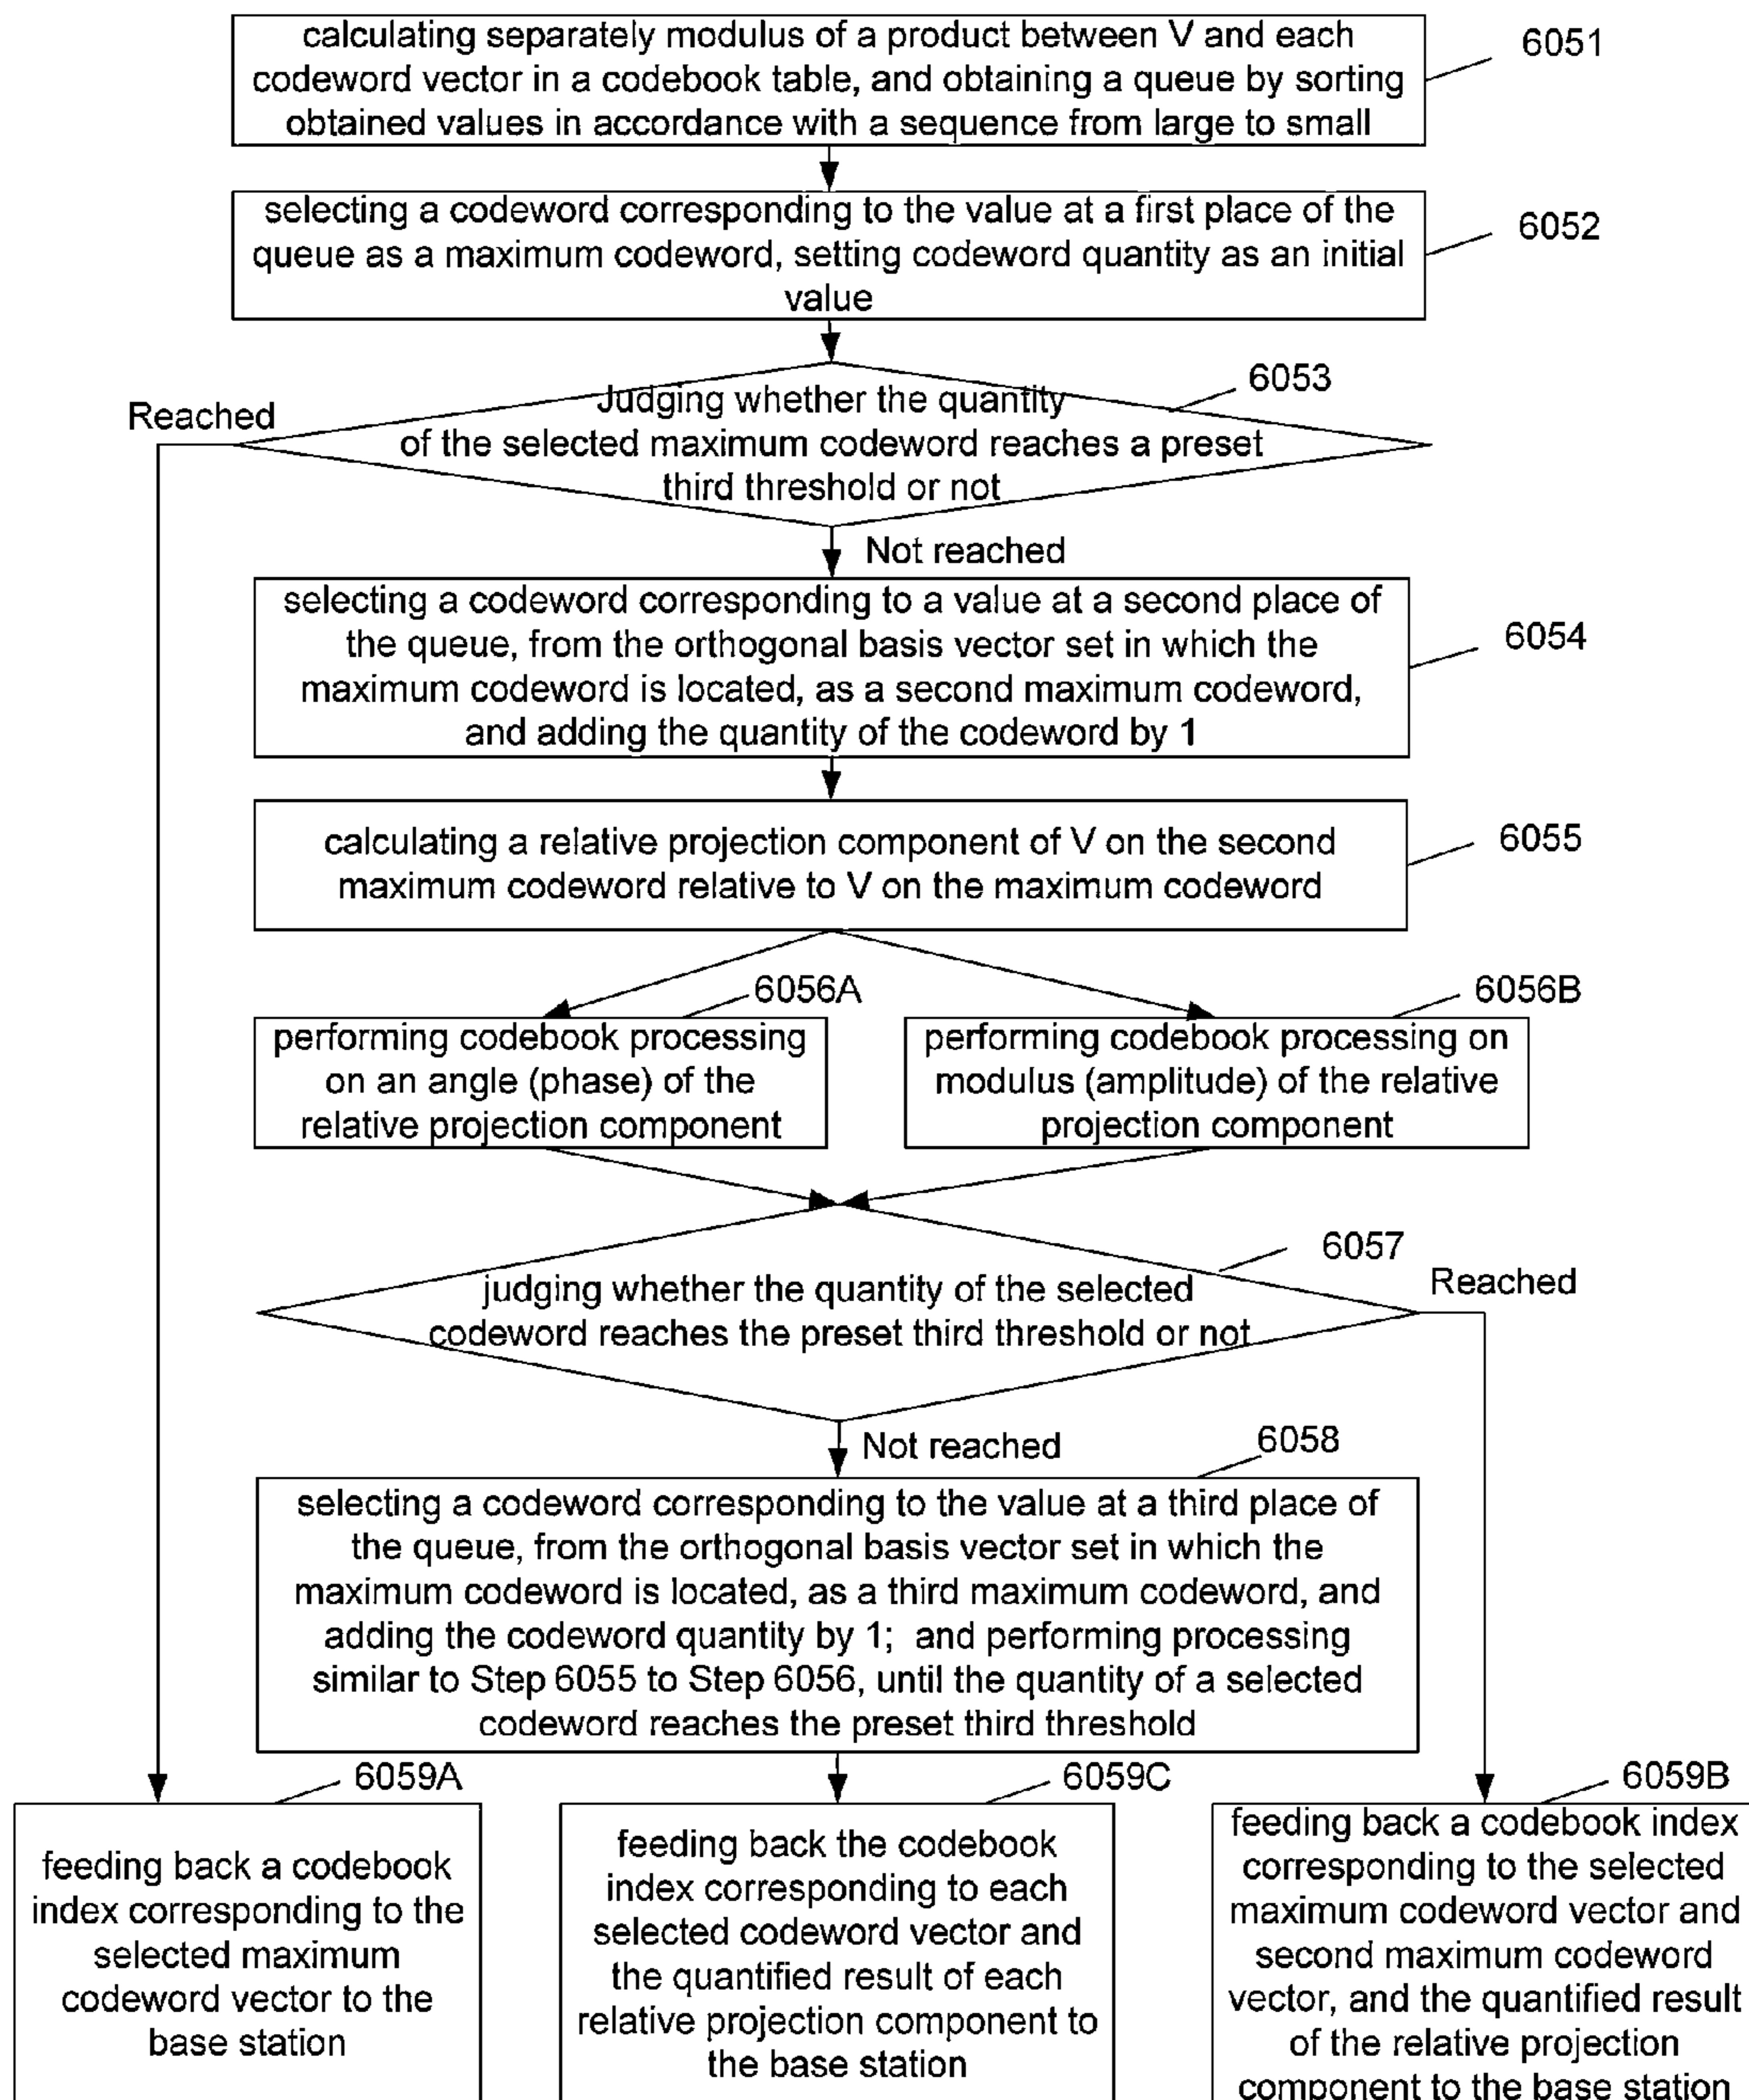 calculating separately modulus of a product between V and each
codeword vector in a codebook table, and obtaining a queue by sorting
obtained values in accordance with a sequence from large to small
6051
selecting a codeword corresponding to the value at a first place of the
queue as a maximum codeword, setting codeword quantity as an initial
value
6052
Judging whether the quantity
of the selected maximum codeword reaches a preset
third threshold or not
6053
Reached
Not reached
selecting a codeword corresponding to a value at a second place of
the queue, from the orthogonal basis vector set in which the
maximum codeword is located, as a second maximum codeword,
and adding the quantity of the codeword by 1
6054
calculating a relative projection component of V on the second
maximum codeword relative to V on the maximum codeword
6055
6056A
performing codebook processing
on an angle (phase) of the
relative projection component
6056B
performing codebook processing on
modulus (amplitude) of the relative
projection component
judging whether the quantity of the selected
codeword reaches the preset third threshold or not
6057
Reached
Not reached
6058
selecting a codeword corresponding to the value at a third place of
the queue, from the orthogonal basis vector set in which the
maximum codeword is located, as a third maximum codeword, and
adding the codeword quantity by 1; and performing processing
similar to Step 6055 to Step 6056, until the quantity of a selected
codeword reaches the preset third threshold
6059A
feeding back a codebook
index corresponding to the
selected maximum
codeword vector to the
base station
6059C
feeding back the codebook
index corresponding to each
selected codeword vector and
the quantified result of each
relative projection component to
the base station
6059B
feeding back a codebook index
corresponding to the selected
maximum codeword vector and
second maximum codeword
vector, and the quantified result
of the relative projection
component to the base station